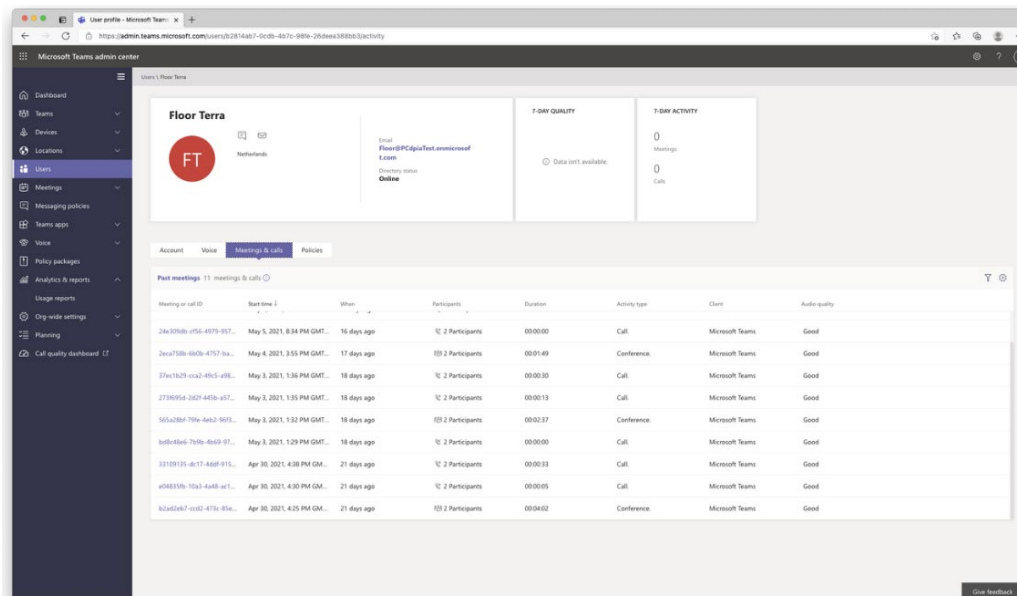 User profile - Microsoft Teams
https://admin.teams.microsoft.com/users/b2814ab7-0cdb-4b7c-98fe-26deea388bb3/activity
Microsoft Teams admin center
Users \ Floor Terra
Dashboard
Teams
Devices
Locations
Users
Meetings
Messaging policies
Teams apps
Voice
Policy packages
Analytics & reports
Usage reports
Org-wide settings
Planning
Call quality dashboard
Floor Terra
FT
Netherlands
Email
Floor@PCdpiaTest.onmicrosof
t.com
Directory status
Online
7-DAY QUALITY
Data isn't available.
7-DAY ACTIVITY
0
Meetings
0
Calls
Account Voice Meetings & calls Policies
Past meetings 11 meetings & calls
Meeting or call ID Start time ↓ When Participants Duration Activity type Client Audio quality
24e309db-cf56-4979-957... May 5, 2021, 8:34 PM GMT... 16 days ago 2 Participants 00:00:00 Call Microsoft Teams Good
2eca758b-6b0b-4757-ba... May 4, 2021, 3:55 PM GMT... 17 days ago 2 Participants 00:01:49 Conference Microsoft Teams Good
37ec1b29-cca2-49c5-a98... May 3, 2021, 1:36 PM GMT... 18 days ago 2 Participants 00:00:30 Call Microsoft Teams Good
273f695d-2d2f-445b-a57... May 3, 2021, 1:35 PM GMT... 18 days ago 2 Participants 00:00:13 Call Microsoft Teams Good
565a28bf-79fe-4eb2-96f3... May 3, 2021, 1:32 PM GMT... 18 days ago 2 Participants 00:02:37 Conference Microsoft Teams Good
bd8c48e6-7b9b-4b69-97... May 3, 2021, 1:29 PM GMT... 18 days ago 2 Participants 00:00:00 Call Microsoft Teams Good
33109135-dc17-4ddf-915... Apr 30, 2021, 4:38 PM GM... 21 days ago 2 Participants 00:00:33 Call Microsoft Teams Good
e04835fb-10a3-4a48-ac1... Apr 30, 2021, 4:30 PM GM... 21 days ago 2 Participants 00:00:05 Call Microsoft Teams Good
b2ad2eb7-ccd2-473c-85e... Apr 30, 2021, 4:25 PM GM... 21 days ago 2 Participants 00:04:02 Conference Microsoft Teams Good
Give feedback